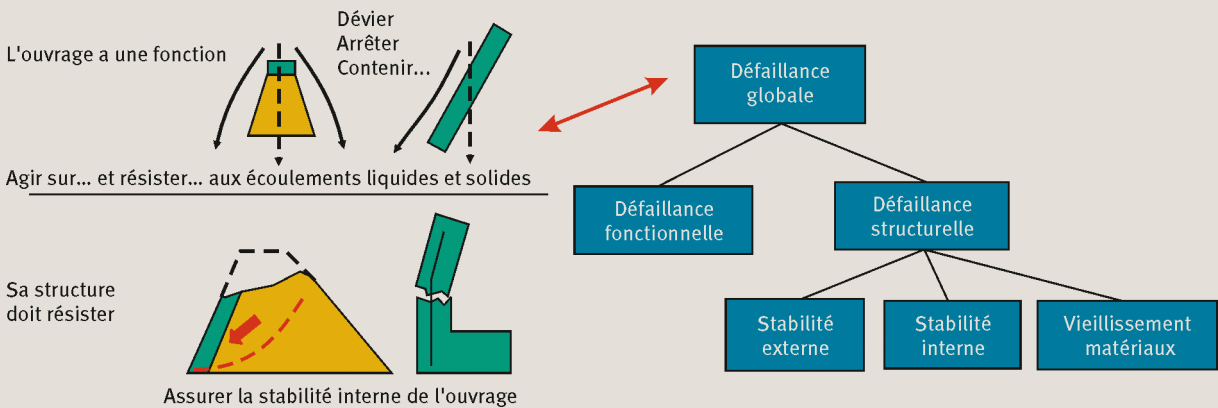 L'ouvrage a une fonction
Dévier
Arrêter
Contenir...
Agir sur... et résister... aux écoulements liquides et solides
Sa structure
doit résister
Assurer la stabilité interne de l'ouvrage
Défaillance
globale
Défaillance
fonctionnelle
Défaillance
structurelle
Stabilité
externe
Stabilité
interne
Vieillissement
matériaux